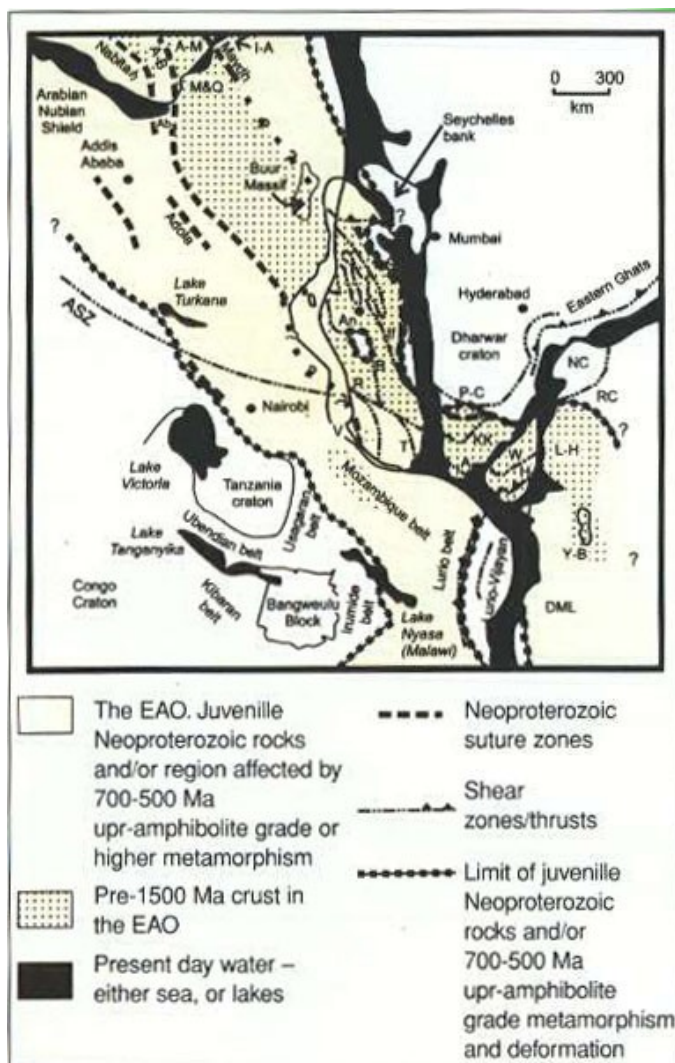 Nabitah
A-B
A-M
Maydh
I-A
M&Q
Ab
Arabian
Nubian
Shield
Addis
Ababa
Adola
Buur
Massif
0 300
km
Seychelles
bank
?
Mumbai
Hyderabad
Eastern Ghats
Dharwar
craton
?
Lake
Turkana
ASZ
Nairobi
An
B
R
V
T
P-C
KK
A
W
H
NC
RC
L-H
?
Y-B
?
DML
Lake
Victoria
Tanzania
craton
Usagaran
belt
Mozambique belt
Lake
Tanganyika
Ubendian belt
Kibaran
belt
Congo
Craton
Bangweulu
Block
Irumide
belt
Lake
Nyasa
(Malawi)
Lurio belt
Lurio-Vijayan
The EAO. Juvenille
Neoproterozoic rocks
and/or region affected by
700-500 Ma
upr-amphibolite grade or
higher metamorphism
Pre-1500 Ma crust in
the EAO
Present day water –
either sea, or lakes
Neoproterozoic
suture zones
Shear
zones/thrusts
Limit of juvenille
Neoproterozoic
rocks and/or
700-500 Ma
upr-amphibolite
grade metamorphism
and deformation